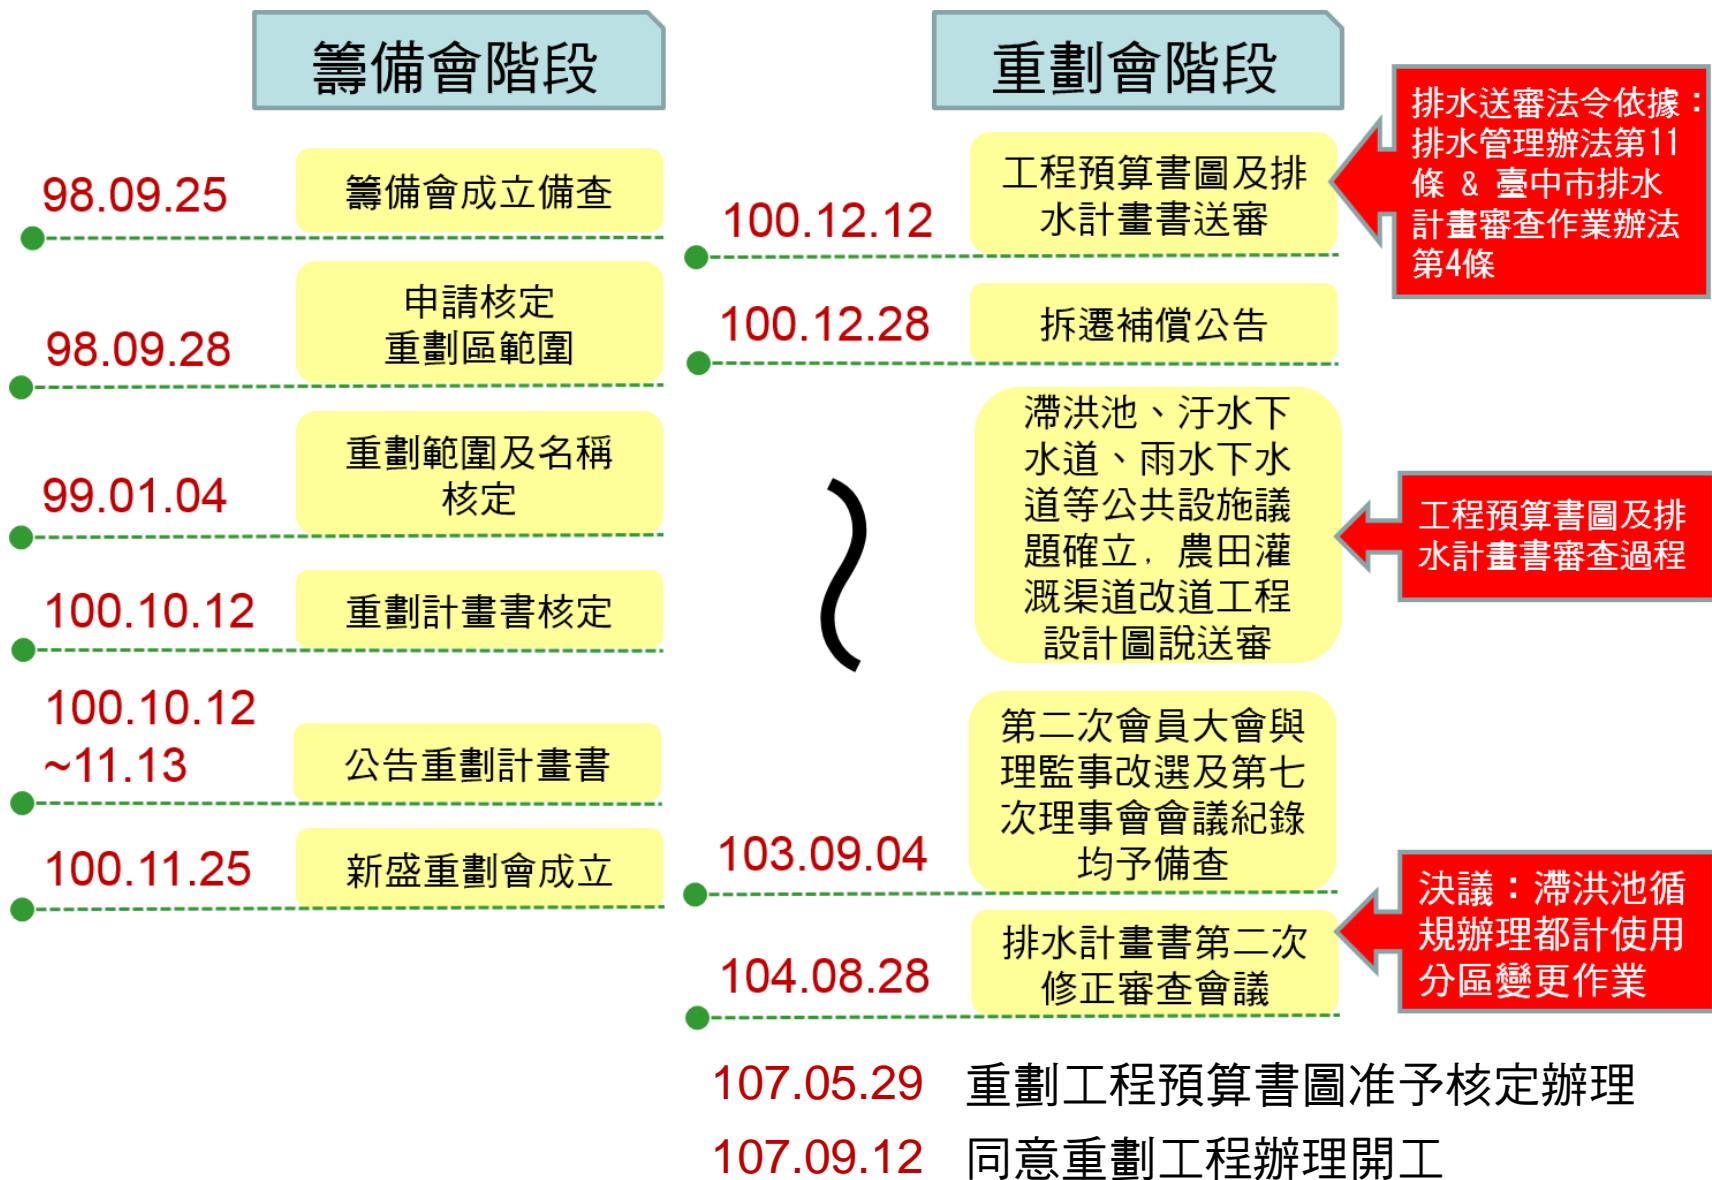 籌備會階段
98.09.25
籌備會成立備查
98.09.28
申請核定
重劃區範圍
99.01.04
重劃範圍及名稱
核定
100.10.12
重劃計畫書核定
100.10.12
~11.13
公告重劃計畫書
100.11.25
新盛重劃會成立
重劃會階段
100.12.12
工程預算書圖及排
水計畫書送審
排水送審法令依據：
排水管理辦法第11
條 & 臺中市排水
計畫審查作業辦法
第4條
100.12.28
拆遷補償公告
滯洪池、汙水下
水道、雨水下水
道等公共設施議
題確立﹐農田灌
溉渠道改道工程
設計圖說送審
工程預算書圖及排
水計畫書審查過程
103.09.04
第二次會員大會與
理監事改選及第七
次理事會會議紀錄
均予備查
104.08.28
排水計畫書第二次
修正審查會議
決議：滯洪池循
規辦理都計使用
分區變更作業
107.05.29 重劃工程預算書圖准予核定辦理
107.09.12 同意重劃工程辦理開工